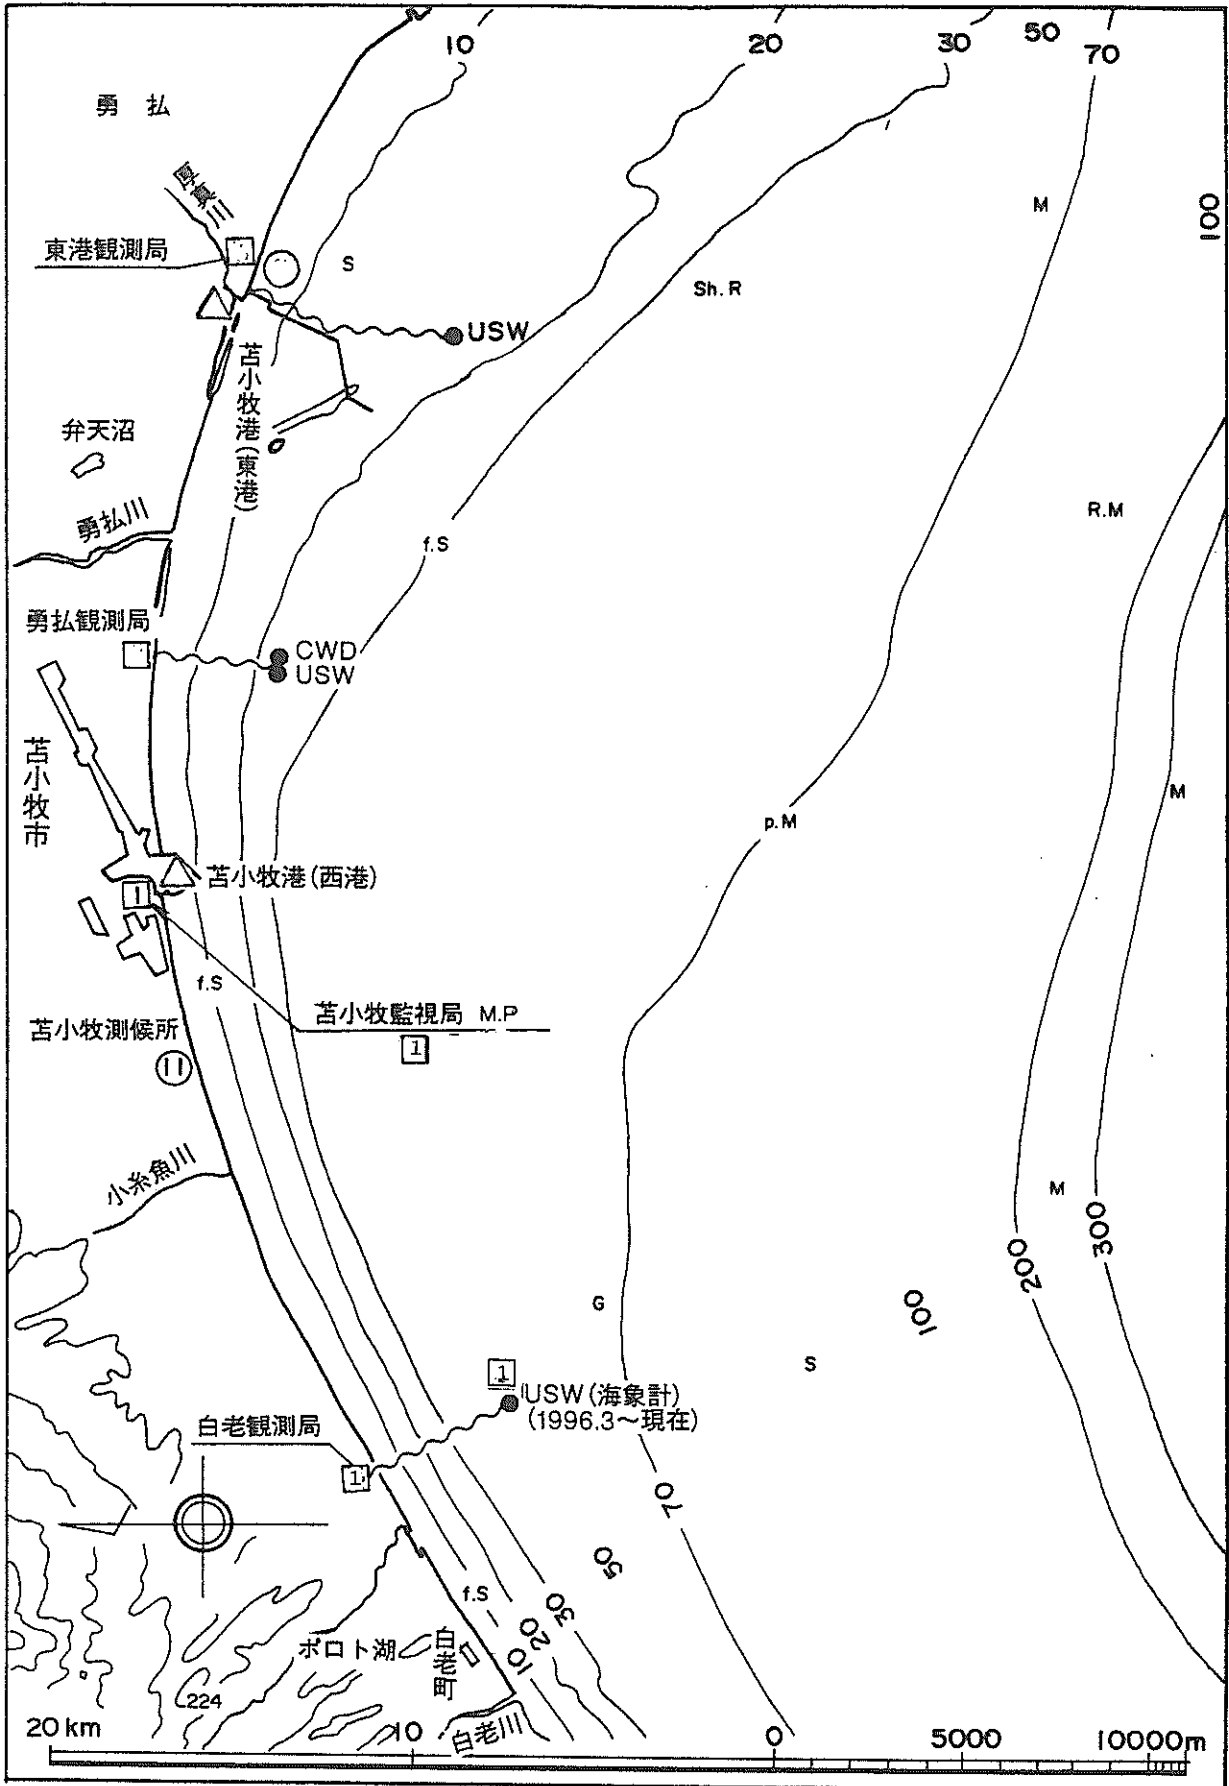 10
20
30
50
70
勇 払
厚真川
M
100
東港観測局
S
Sh. R
USW
苫小牧港(東港)
弁天沼
勇払川
R.M
f.S
勇払観測局
CWD
USW
苫小牧市
M
p.M
苫小牧港(西港)
1
f.S
苫小牧監視局 M.P
苫小牧測候所
1
11
小糸魚川
M
200
300
G
100
S
1
USW(海象計)
(1996.3～現在)
白老観測局
1
70
50
f.S
30
20
10
ポロト湖
白老町
224
白老川
20 km
10
0
5000
10000m